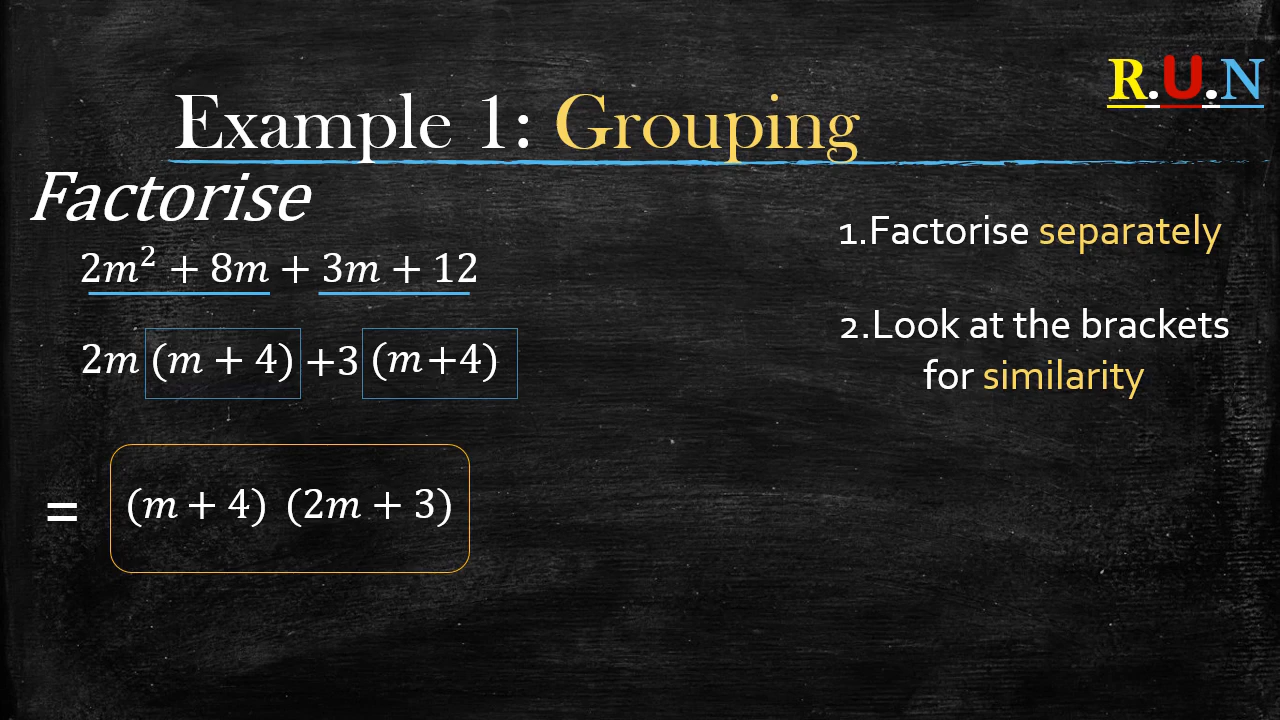 R.U.N
Example 1: Grouping
Factorise
2m² + 8m + 3m + 12
2m (m + 4) +3 (m+4)
= (m + 4) (2m + 3)
1.Factorise separately
2.Look at the brackets
for similarity